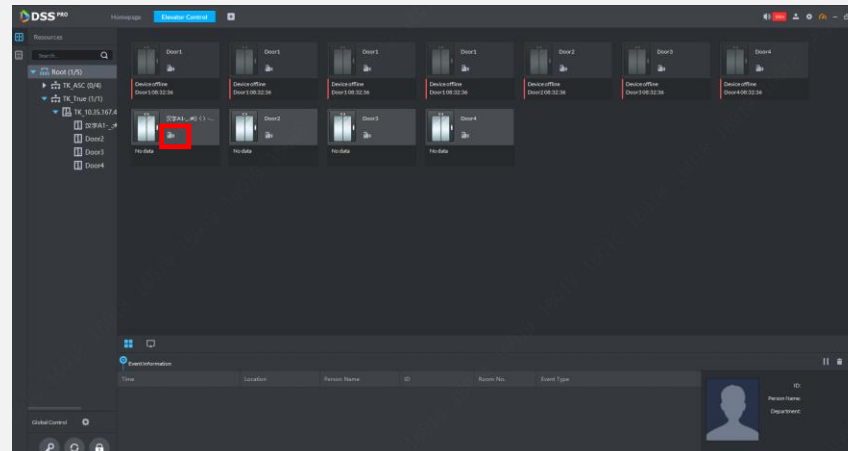 DSS PRO
Homepage
Elevator Control
Resources
Search...
Root (1/5)
TK_ASC (0/4)
TK_True (1/1)
TK_10.35.167.4
Door2
Door3
Door4
Door1
Door1
Door1
Door1
Door2
Door3
Door4
Device offline
Device offline
Device offline
Device offline
Device offline
Device offline
Device offline
Door1 08:32:36
Door1 08:32:36
Door1 08:32:36
Door1 08:32:36
Door2 08:32:36
Door3 08:32:36
Door4 08:32:36
Door2
Door3
Door4
No data
No data
No data
No data
Event Information
Time
Location
Person Name
ID
Room No.
Event Type
ID:
Person Name:
Department:
Global Control